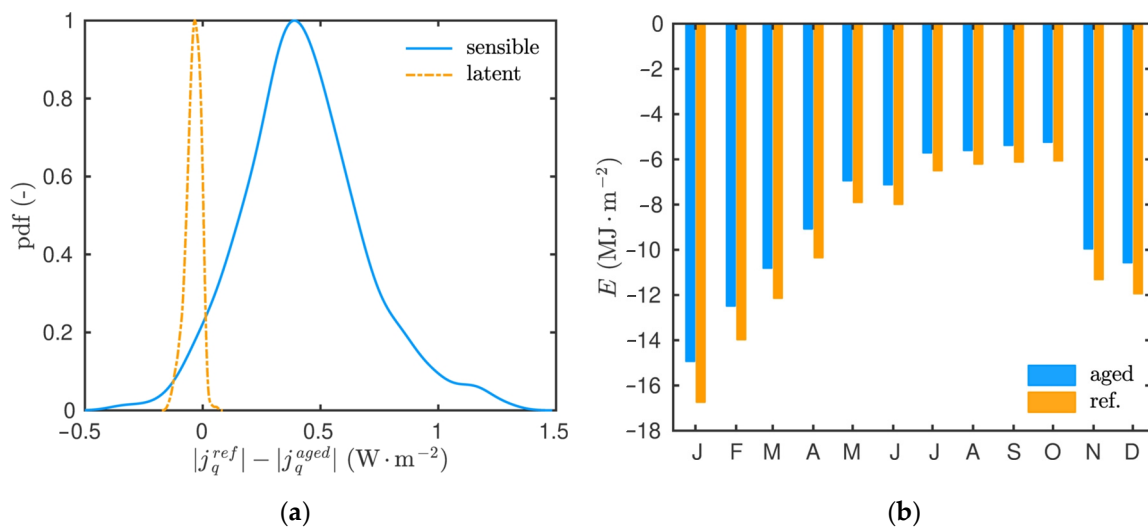 1
0.8
0.6
0.4
0.2
0
pdf (-)
sensible
latent
−0.5 0 0.5 1 1.5
|j_q^{ref}| − |j_q^{aged}| (W · m^{−2})
(a)
0
−2
−4
−6
−8
−10
−12
−14
−16
−18
E (MJ · m^{−2})
aged
ref.
J F M A M J J A S O N D
(b)